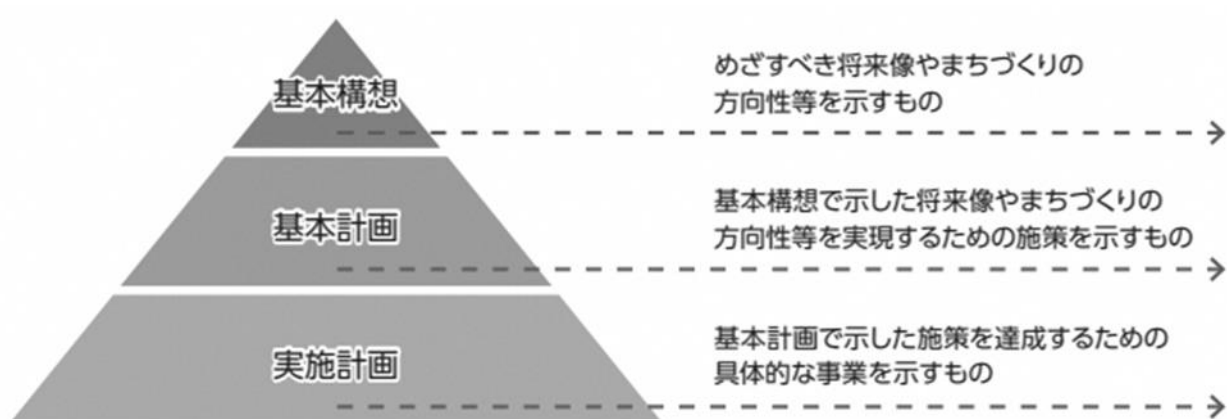 基本構想
めざすべき将来像やまちづくりの
方向性等を示すもの
基本計画
基本構想で示した将来像やまちづくりの
方向性等を実現するための施策を示すもの
実施計画
基本計画で示した施策を達成するための
具体的な事業を示すもの